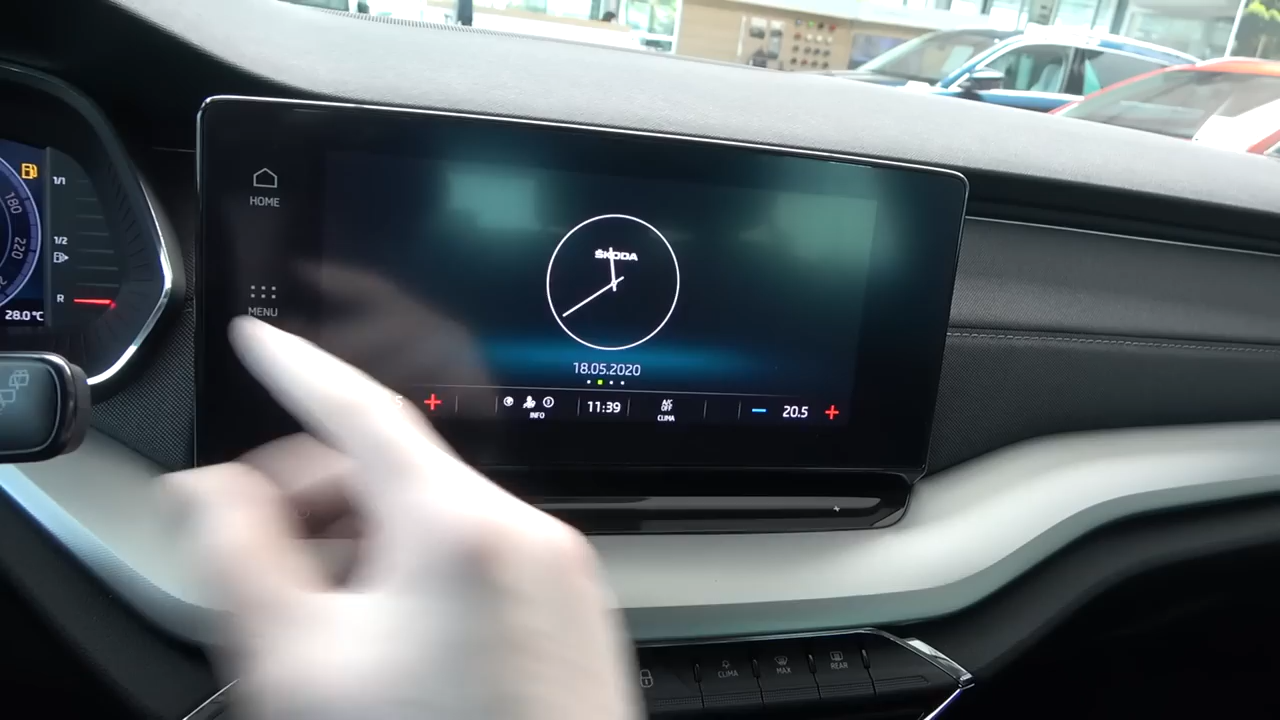 1/1
180
220
1/2
R
28.0°C
HOME
MENU
ŠKODA
18.05.2020
INFO
11:39
A/C
OFF
CLIMA
20.5
CLIMA
MAX
REAR